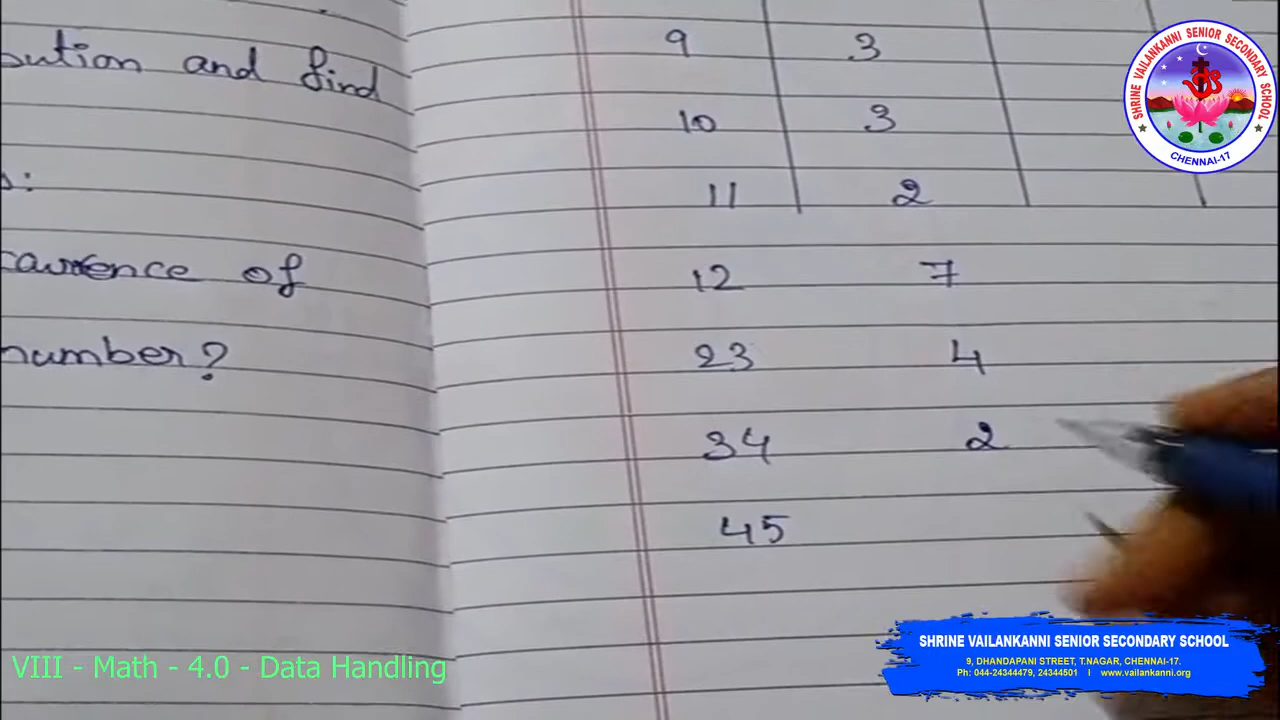 bution and find
s:
currence of
number?
9 3
10 3
11 2
12 7
23 4
34 2
45
SHRINE VAILANKANNI SENIOR SECONDARY SCHOOL
CHENNAI-17
VIII - Math - 4.0 - Data Handling
SHRINE VAILANKANNI SENIOR SECONDARY SCHOOL
9, DHANDAPANI STREET, T.NAGAR, CHENNAI-17.
Ph: 044-24344479, 24344501 I www.vailankanni.org